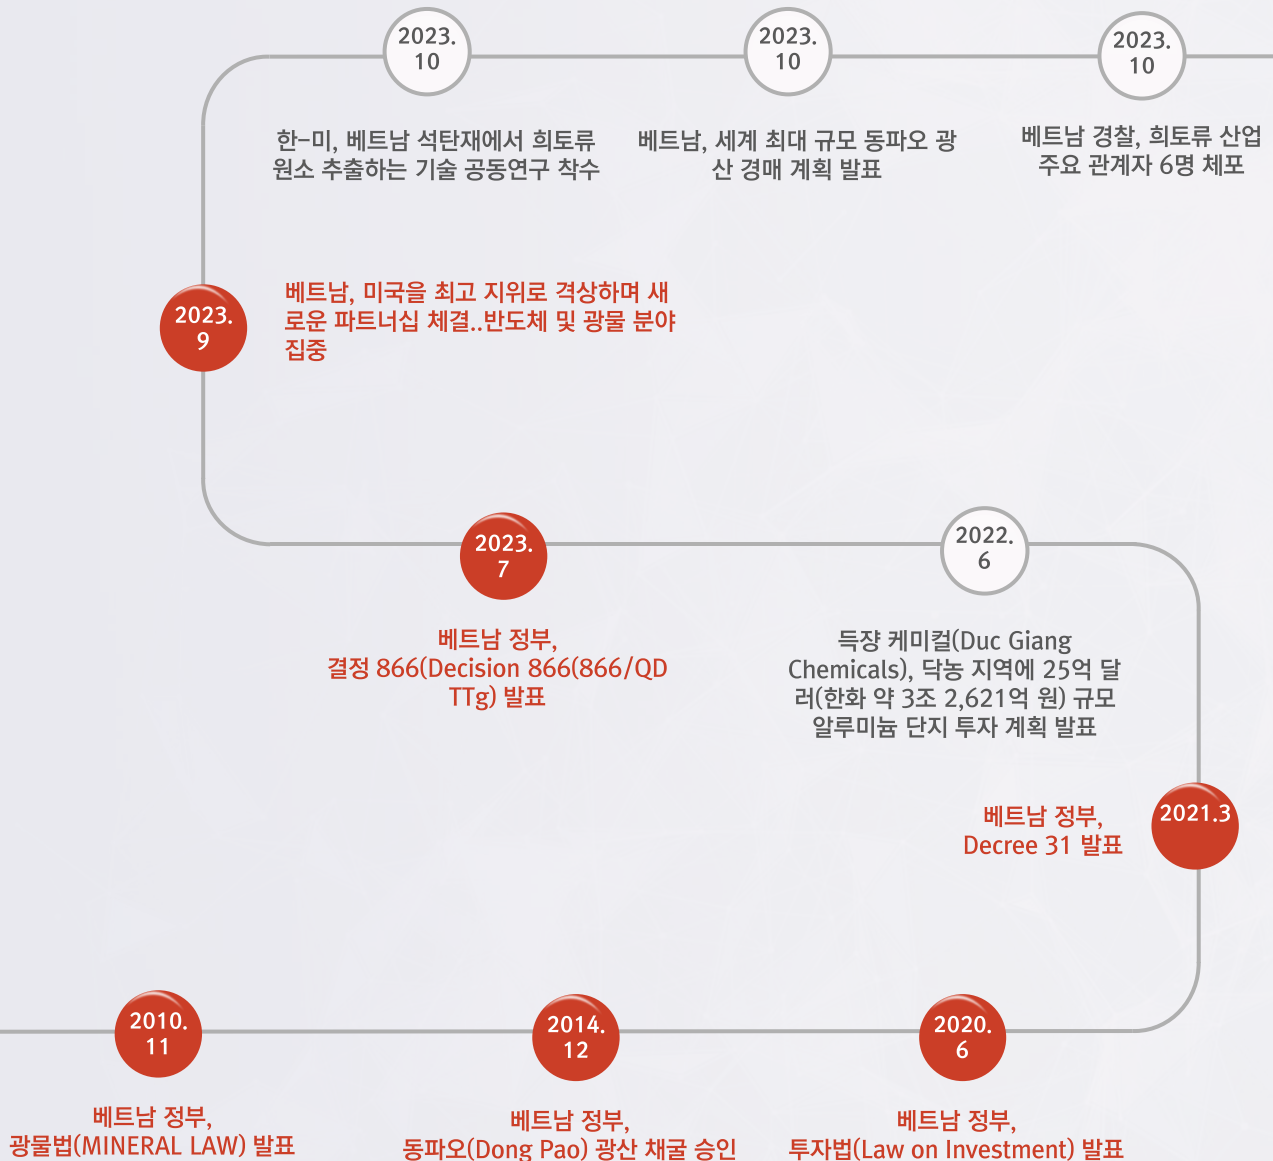 2023.
10
한-미, 베트남 석탄재에서 희토류
원소 추출하는 기술 공동연구 착수
2023.
10
베트남, 세계 최대 규모 동파오 광
산 경매 계획 발표
2023.
10
베트남 경찰, 희토류 산업
주요 관계자 6명 체포
2023.
9
베트남, 미국을 최고 지위로 격상하며 새
로운 파트너십 체결..반도체 및 광물 분야
집중
2023.
7
베트남 정부,
결정 866(Decision 866(866/QD
TTg) 발표
2022.
6
득쟝 케미컬(Duc Giang
Chemicals), 닥농 지역에 25억 달
러(한화 약 3조 2,621억 원) 규모
알루미늄 단지 투자 계획 발표
2021.3
베트남 정부,
Decree 31 발표
2010.
11
베트남 정부,
광물법(MINERAL LAW) 발표
2014.
12
베트남 정부,
동파오(Dong Pao) 광산 채굴 승인
2020.
6
베트남 정부,
투자법(Law on Investment) 발표